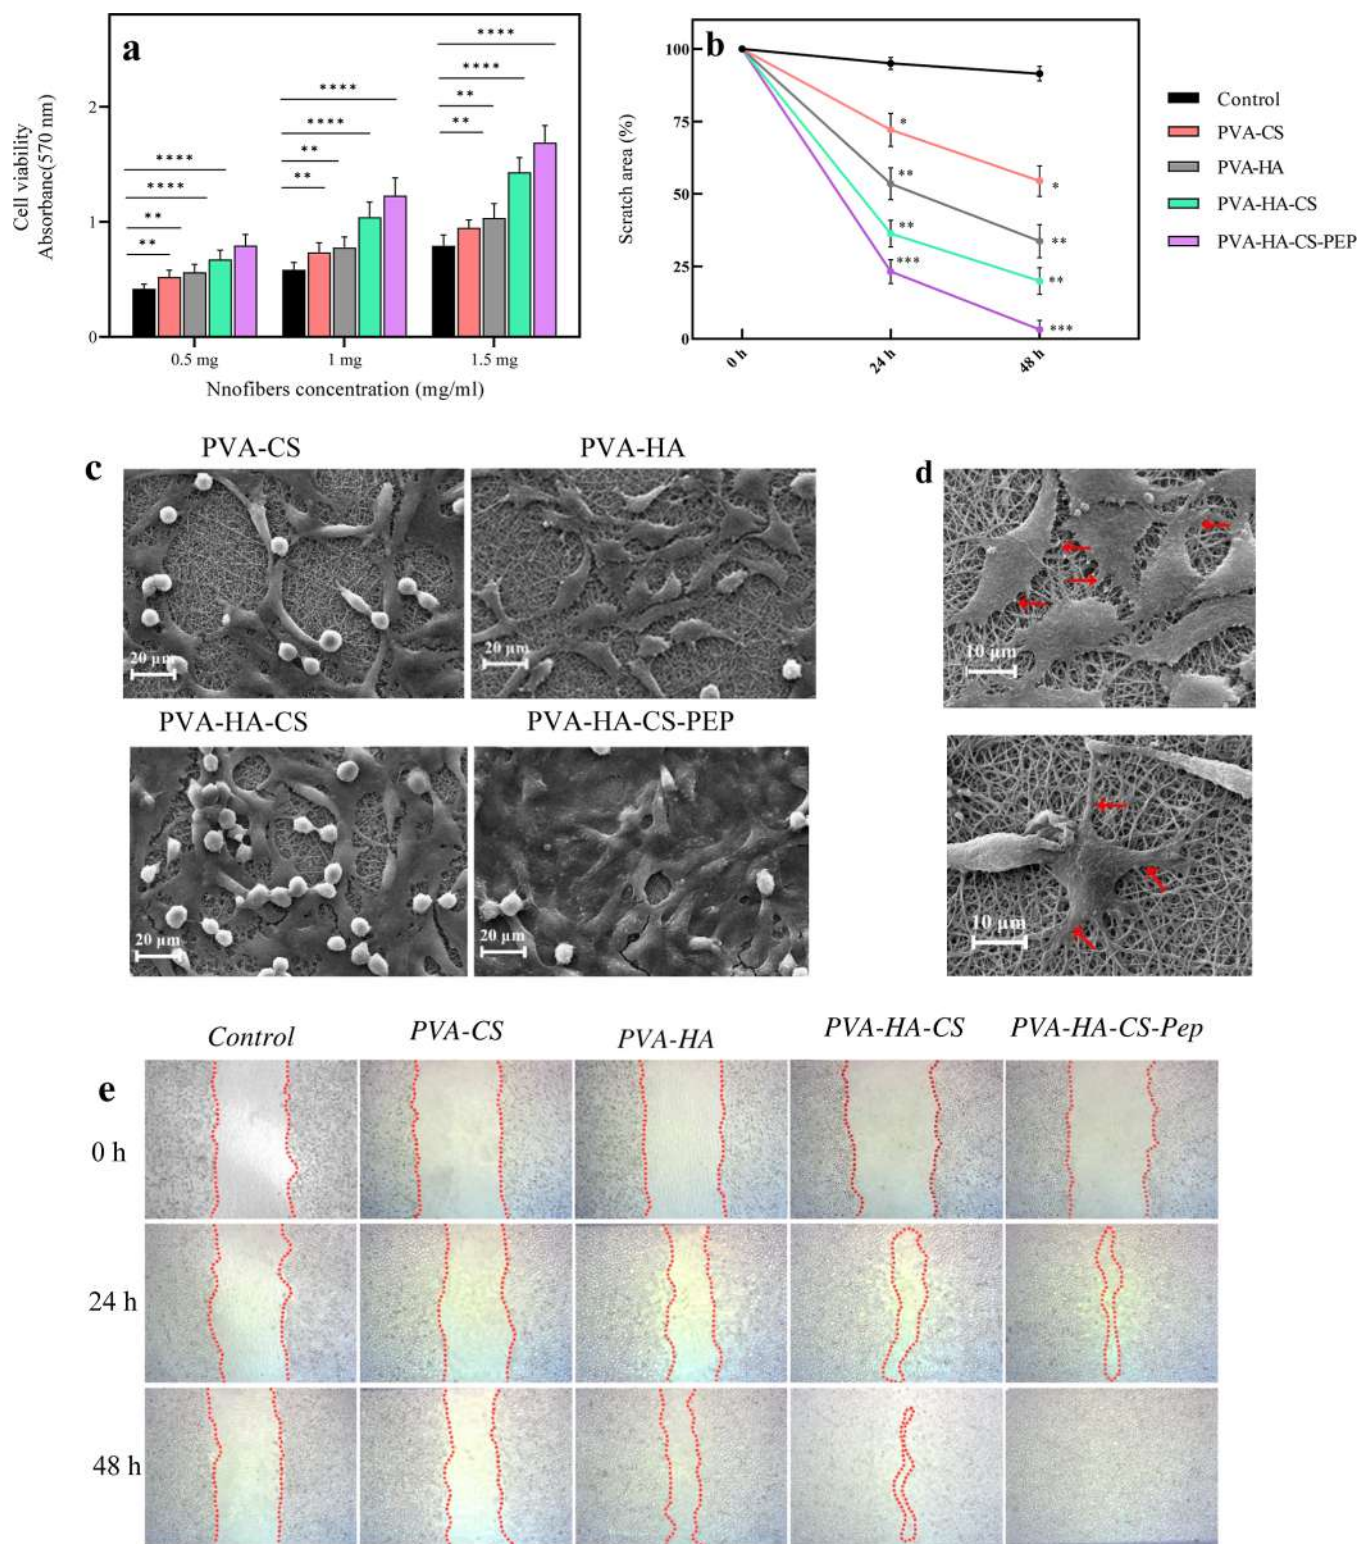 a
Cell viability
Absorbanc(570 nm)
2
1
0
****
****
**
**
****
****
**
**
****
****
**
**
0.5 mg
1 mg
1.5 mg
Nnofibers concentration (mg/ml)
b
Scratch area (%)
100
75
50
25
0
*
**
**
***
*
**
**
***
0 h
24 h
48 h
Control
PVA-CS
PVA-HA
PVA-HA-CS
PVA-HA-CS-PEP
c
PVA-CS
PVA-HA
20 µm
20 µm
PVA-HA-CS
PVA-HA-CS-PEP
20 µm
20 µm
d
10 µm
10 µm
e
Control
PVA-CS
PVA-HA
PVA-HA-CS
PVA-HA-CS-Pep
0 h
24 h
48 h